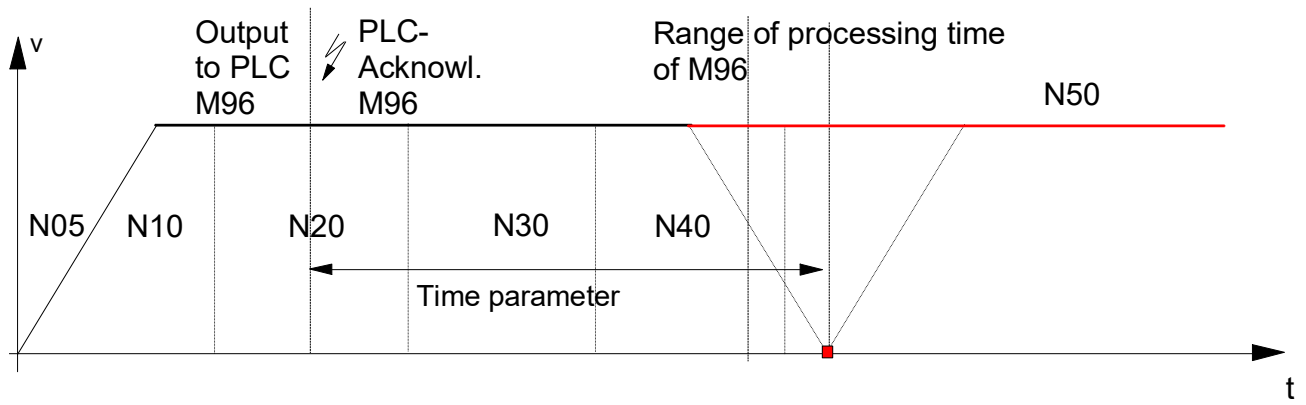 v
Output
to PLC
M96
PLC-
Acknowl.
M96
Range of processing time
of M96
N50
N05
N10
N20
N30
N40
Time parameter
t